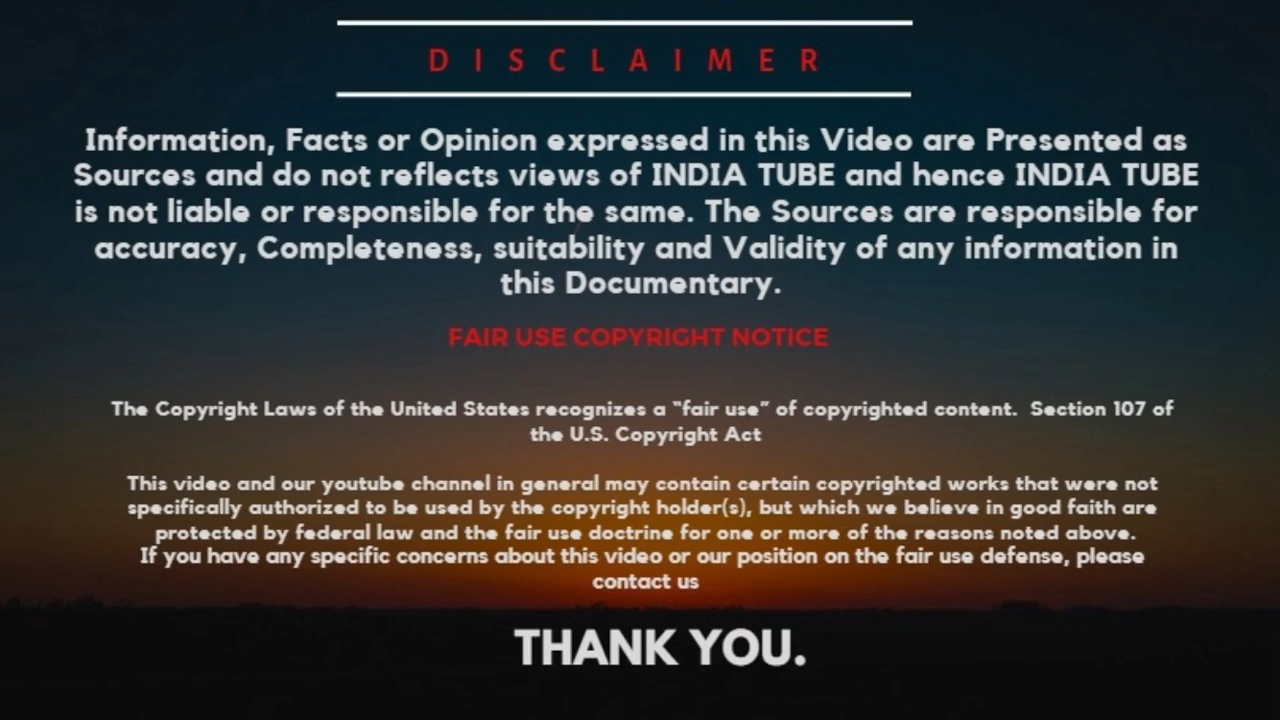 DISCLAIMER
Information, Facts or Opinion expressed in this Video are Presented as
Sources and do not reflects views of INDIA TUBE and hence INDIA TUBE
is not liable or responsible for the same. The Sources are responsible for
accuracy, Completeness, suitability and Validity of any information in
this Documentary.
FAIR USE COPYRIGHT NOTICE
The Copyright Laws of the United States recognizes a “fair use” of copyrighted content.  Section 107 of
the U.S. Copyright Act
This video and our youtube channel in general may contain certain copyrighted works that were not
specifically authorized to be used by the copyright holder(s), but which we believe in good faith are
protected by federal law and the fair use doctrine for one or more of the reasons noted above.
If you have any specific concerns about this video or our position on the fair use defense, please
contact us
THANK YOU.